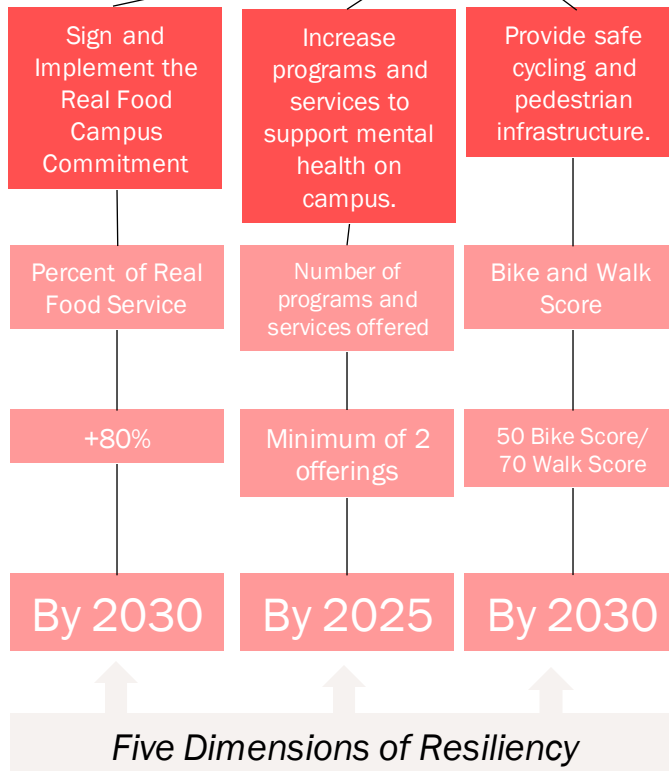 Sign and
Implement the
Real Food
Campus
Commitment
Increase
programs and
services to
support mental
health on
campus.
Provide safe
cycling and
pedestrian
infrastructure.
Percent of Real
Food Service
Number of
programs and
services offered
Bike and Walk
Score
+80%
Minimum of 2
offerings
50 Bike Score/
70 Walk Score
By 2030
By 2025
By 2030
Five Dimensions of Resiliency